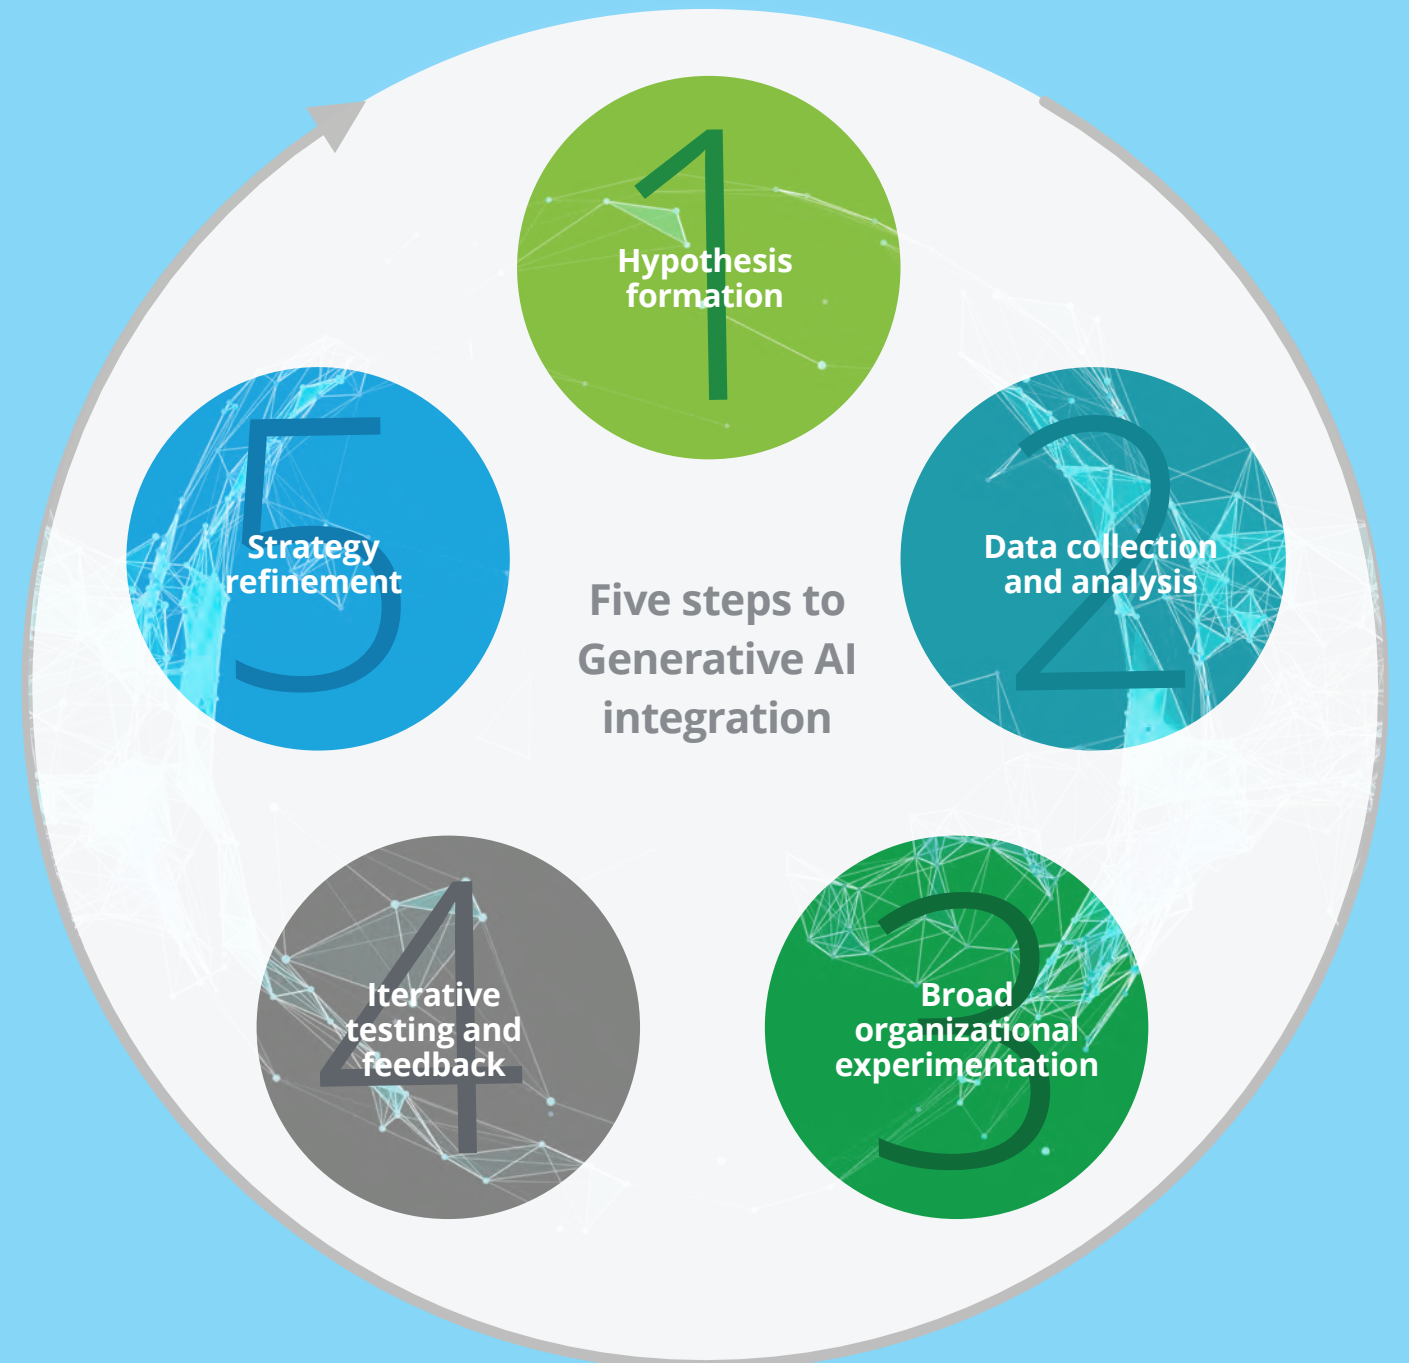 1
Hypothesis
formation
2
Data collection
and analysis
3
Broad
organizational
experimentation
4
Iterative
testing and
feedback
5
Strategy
refinement
Five steps to
Generative AI
integration